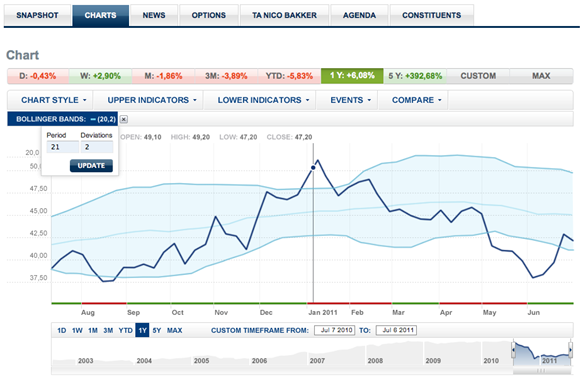 SNAPSHOT CHARTS NEWS OPTIONS TA NICO BAKKER AGENDA CONSTITUENTS
Chart
D: -0,43% W: +2,90% M: -1,86% 3M: -3,89% YTD: -5,83% 1 Y: +6,08% 5 Y: +392,68% CUSTOM MAX
CHART STYLE UPPER INDICATORS LOWER INDICATORS EVENTS COMPARE
BOLLINGER BANDS: (20,2) x
Period Deviations
OPEN: 49,10 HIGH: 49,20 LOW: 47,20 CLOSE: 47,20
21 2
UPDATE
20,0
50,0
47,50
45,00
42,50
40,00
37,50
Aug Sep Oct Nov Dec Jan 2011 Feb Mar Apr May Jun
1D 1W 1M 3M YTD 1Y 5Y MAX CUSTOM TIMEFRAME FROM: Jul 7 2010 TO: Jul 6 2011
2003 2004 2005 2006 2007 2008 2009 2010 2011